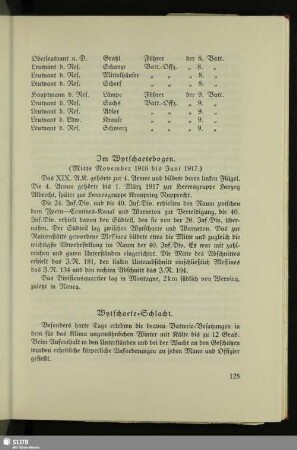 Oberleutnant a. D. Grahl Führer der 8. Batt.
Leutnant d. Res. Schanze Batt.-Offz. „ 8. „
Leutnant d. Res. Mittelhäuser „ „ 8. „
Leutnant d. Res. Scholze „ „ 8. „
Hauptmann d. Res. Lämpe Führer der 9. Batt.
Leutnant d. Res. Sachs Batt.-Offz. „ 9. „
Leutnant d. Res. Adler „ „ 9. „
Leutnant d. Ldw. Krause „ „ 9. „
Leutnant d. Res. Schwarz „ „ 9. „
Im Wytschaetebogen.
(Mitte November 1916 bis Juni 1917.)
Das XIX. A.K. gehörte zur 4. Armee und bildete deren linken Flügel.
Die 4. Armee gehörte bis 1. März 1917 zur Heeresgruppe Herzog
Albrecht, später zur Heeresgruppe Kronprinz Rupprecht.
Die 24. Inf.-Div. und die 40. Inf.Div. erhielten den Raum zwischen
dem Ypern—Comines-Kanal und Warneton zur Verteidigung, die 40.
Inf.-Div. erhielt davon den Südteil, die 24. Inf.-Div. übernahm den
nördlichen. Der Südteil lag zwischen Wytschaete und Warneton. Das zur
Naturstätte gewordene Messines bildete etwa die Mitte und zugleich die
wichtigste Abwehrstellung im Raum der 40. Inf.-Div. Es war mit zahl-
reichen und guten Unterständen eingerichtet. Die Mitte des Abschnittes
erhielt das J.R. 181, den linken Unterabschnitt einschließlich Messines
das J.R. 134 und den rechten Abschnitt das J.R. 104.
Das Divisionsquartier lag in Montagne, 2 km südlich von Wervicq,
zuletzt in Roncq.
Wytschaete-Schlacht.
Besonders harte Tage erlebten die braven Batterie-Besatzungen in
dem für das Klima ungewöhnlichen Winter mit Kälte bis zu 12 Grad.
Beim Aufenthalt in den Unterständen und bei der Wacht an den Geschützen
wurden erhebliche körperliche Anforderungen an jeden Mann und Offizier
gestellt.
125
SLUB